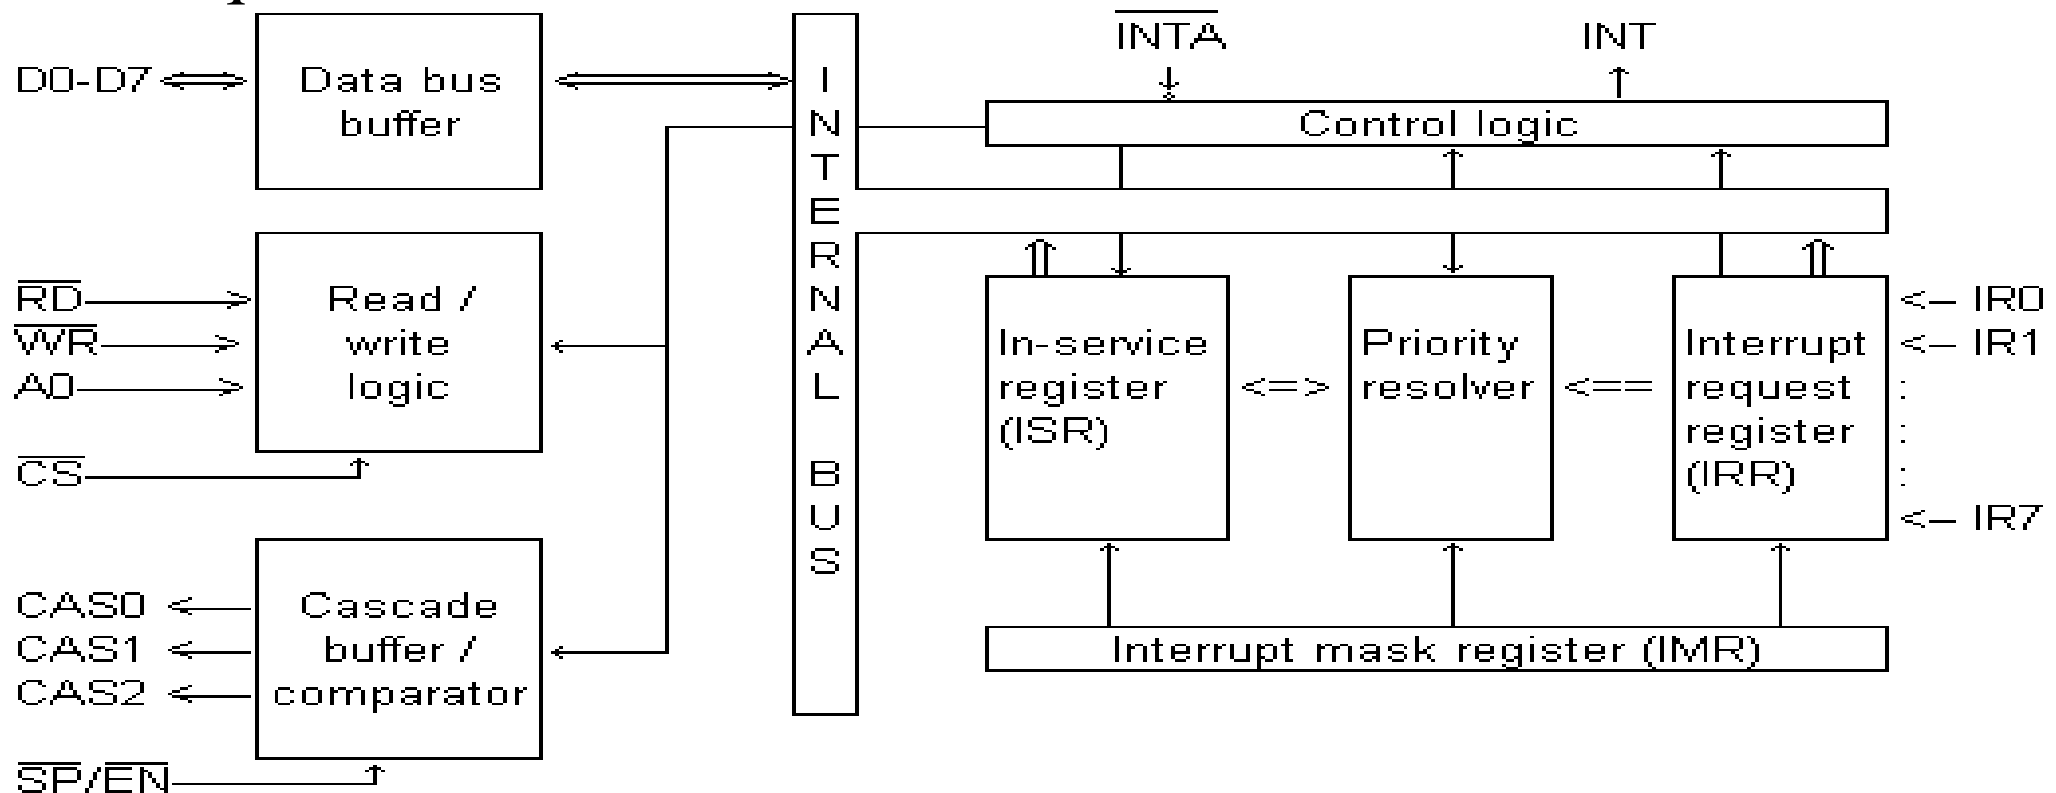 INTA
INT
D0-D7
Data bus
buffer
INTERNAL BUS
Control logic
RD
WR
A0
CS
Read /
write
logic
In-service
register
(ISR)
<=>
Priority
resolver
<==
Interrupt
request
register
(IRR)
<– IR0
<– IR1
:
:
:
<– IR7
CAS0
CAS1
CAS2
Cascade
buffer /
comparator
SP/EN
Interrupt mask register (IMR)